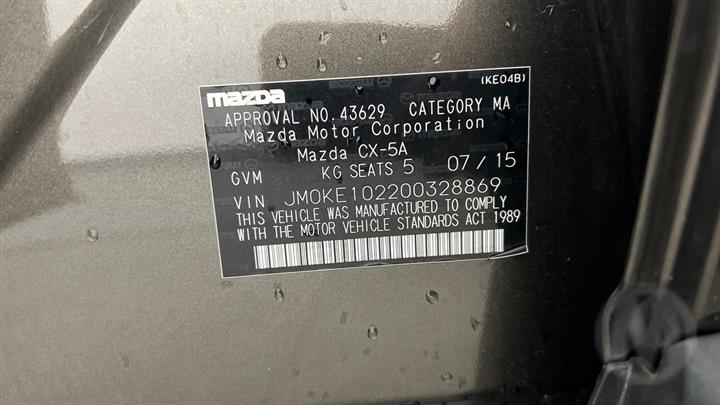 mazda (KE04B)
APPROVAL NO.43629 CATEGORY MA
Mazda Motor Corporation
Mazda CX-5A
GVM KG SEATS 5 07/15
VIN JM0KE102200328869
THIS VEHICLE WAS MANUFACTURED TO COMPLY
WITH THE MOTOR VEHICLE STANDARDS ACT 1989